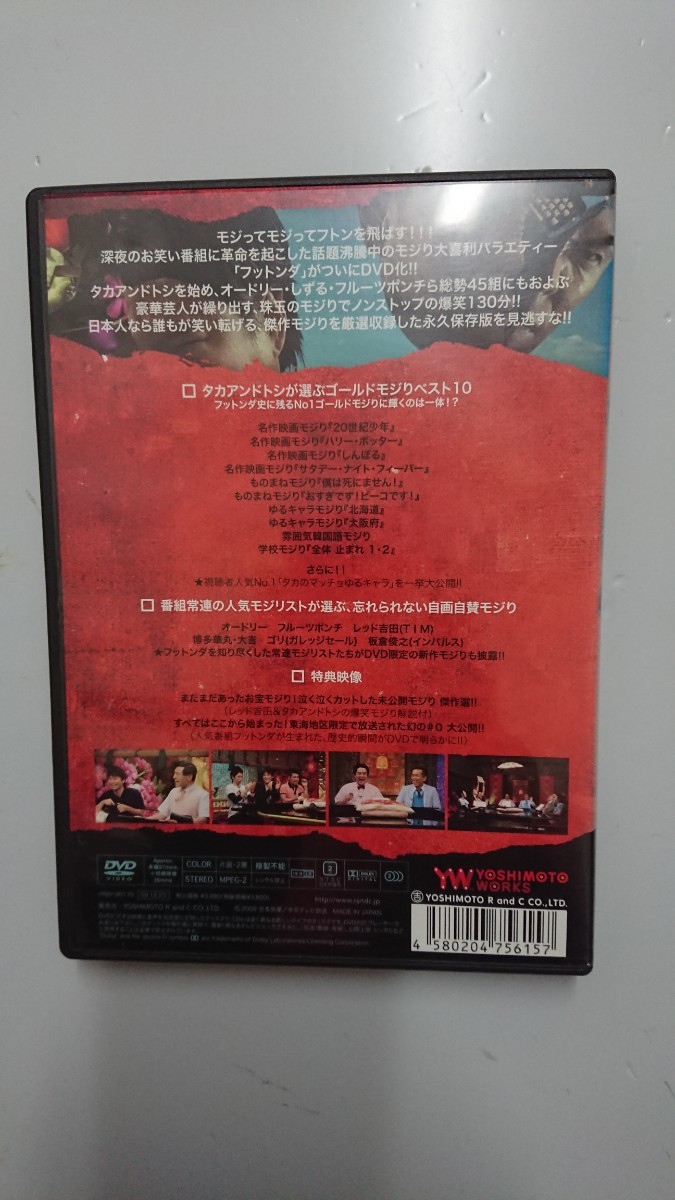 モジってモジってフトンを飛ばす!!!
深夜のお笑い番組に革命を起こした話題沸騰中のモジり大喜利バラエティー
「フットンダ」がついにDVD化!!
タカアンドトシを始め、オードリー・しずる・フルーツポンチら総勢45組にもおよぶ
豪華芸人が繰り出す、珠玉のモジりでノンストップの爆笑130分!!
日本人なら誰もが笑い転げる、傑作モジりを厳選収録した永久保存版を見逃すな!!
□ タカアンドトシが選ぶゴールドモジりベスト10
フットンダ史に残るNo1ゴールドモジりに輝くのは一体!?
名作映画モジり『20世紀少年』
名作映画モジり『ハリー・ポッター』
名作映画モジり『しんぼる』
名作映画モジり『サタデー・ナイト・フィーバー』
ものまねモジり『僕は死にません!』
ものまねモジり『おすぎです!ピーコです!』
ゆるキャラモジり『北海道』
ゆるキャラモジり『大阪府』
雰囲気韓国語モジり
学校モジり『全体 止まれ 1・2』
さらに!!
★視聴者人気No.1「タカのマッチョゆるキャラ」を一挙大公開!!
□ 番組常連の人気モジリストが選ぶ、忘れられない自画自賛モジり
オードリー フルーツポンチ レッド吉田(TIM)
博多華丸・大吉 ゴリ(ガレッジセール) 板倉俊之(インパルス)
★フットンダを知り尽くした常連モジリストたちがDVD限定の新作モジりも披露!!
□ 特典映像
まだまだあったお宝モジり!泣く泣くカットした未公開モジり 傑作選!!
(レッド吉田&タカアンドトシの爆笑モジり解説付)
すべてはここから始まった!東海地区限定で放送された幻の#0 大公開!!
(人気番組フットンダが生まれた、歴史的瞬間がDVDで明らかに!!)
DVD VIDEO
COLOR
片面・2層
複製不能
STEREO
MPEG-2
レンタル禁止
2
DOLBY DIGITAL
YW YOSHIMOTO WORKS
YOSHIMOTO R and C CO.,LTD.
http://www.randc.jp
MADE IN JAPAN
4 580204 756157